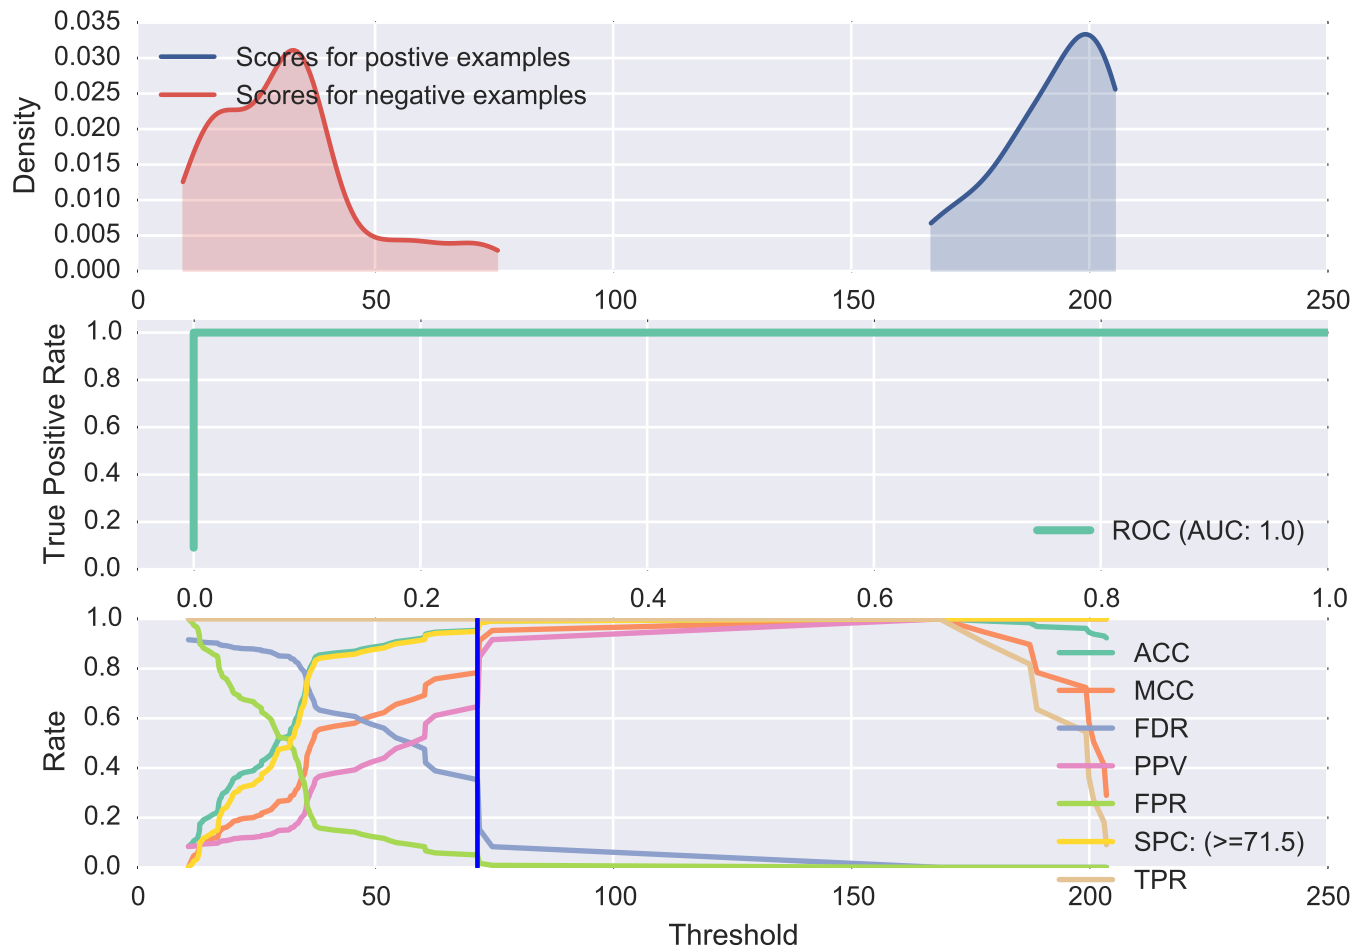 0.035
0.030
0.025
0.020
0.015
0.010
0.005
0.000
Density
Scores for postive examples
Scores for negative examples
0 50 100 150 200 250
1.0
0.8
0.6
0.4
0.2
0.0
True Positive Rate
ROC (AUC: 1.0)
0.0 0.2 0.4 0.6 0.8 1.0
1.0
0.8
0.6
0.4
0.2
0.0
Rate
ACC
MCC
FDR
PPV
FPR
SPC: (>=71.5)
TPR
0 50 100 150 200 250
Threshold